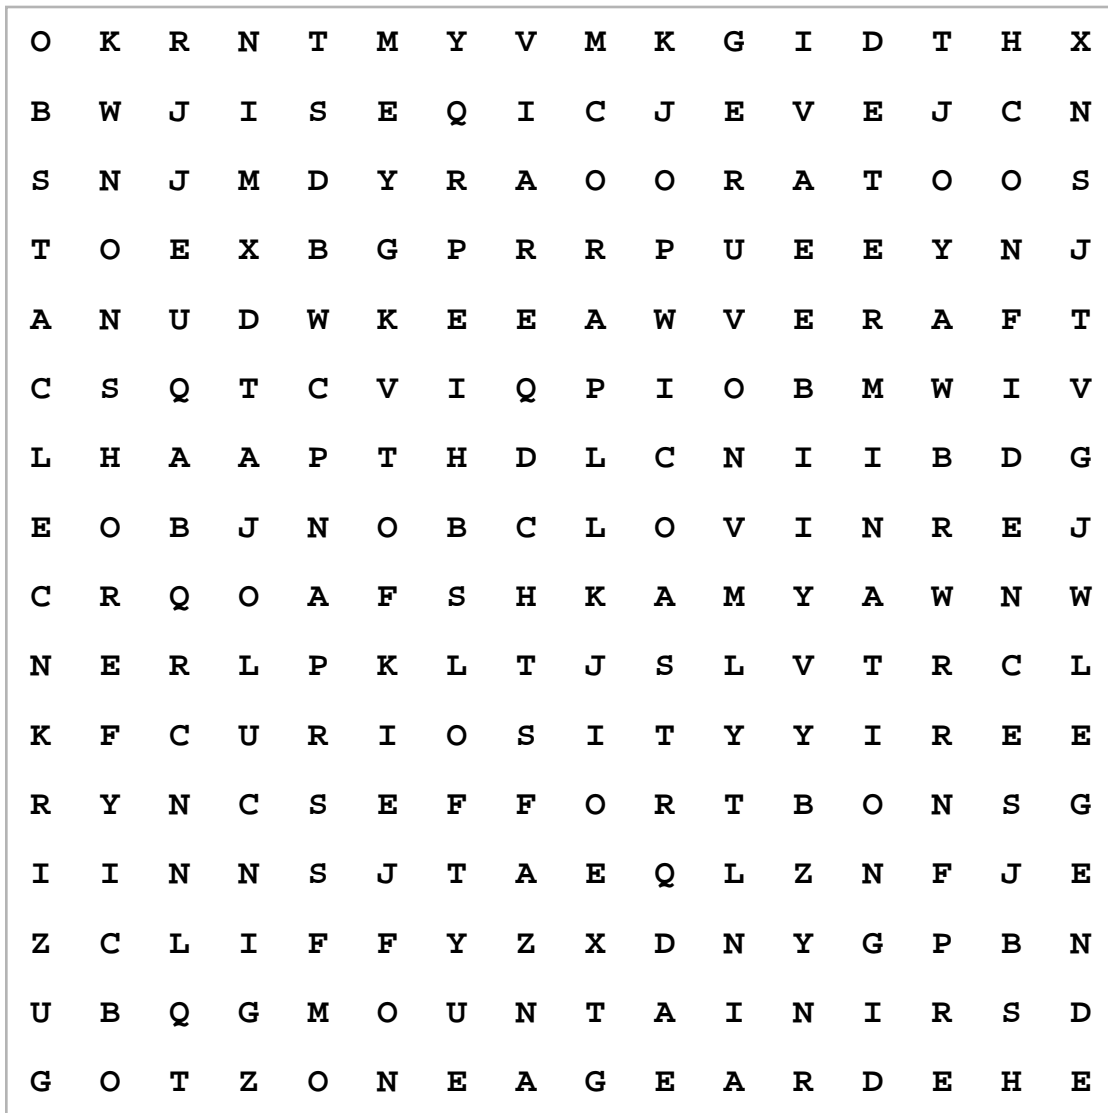 O K R N T M Y V M K G I D T H X
B W J I S E Q I C J E V E J C N
S N J M D Y R A O O R A T O O S
T O E X B G P R R P U E E Y N J
A N U D W K E E A W V E R A F T
C S Q T C V I Q P I O B M W I V
L H A A P T H D L C N I I B D G
E O B J N O B C L O V I N R E J
C R Q O A F S H K A M Y A W N W
N E R L P K L T J S L V T R C L
K F C U R I O S I T Y Y I R E E
R Y N C S E F F O R T B O N S G
I I N N S J T A E Q L Z N F J E
Z C L I F F Y Z X D N Y G P B N
U B Q G M O U N T A I N I R S D
G O T Z O N E A G E A R D E H E